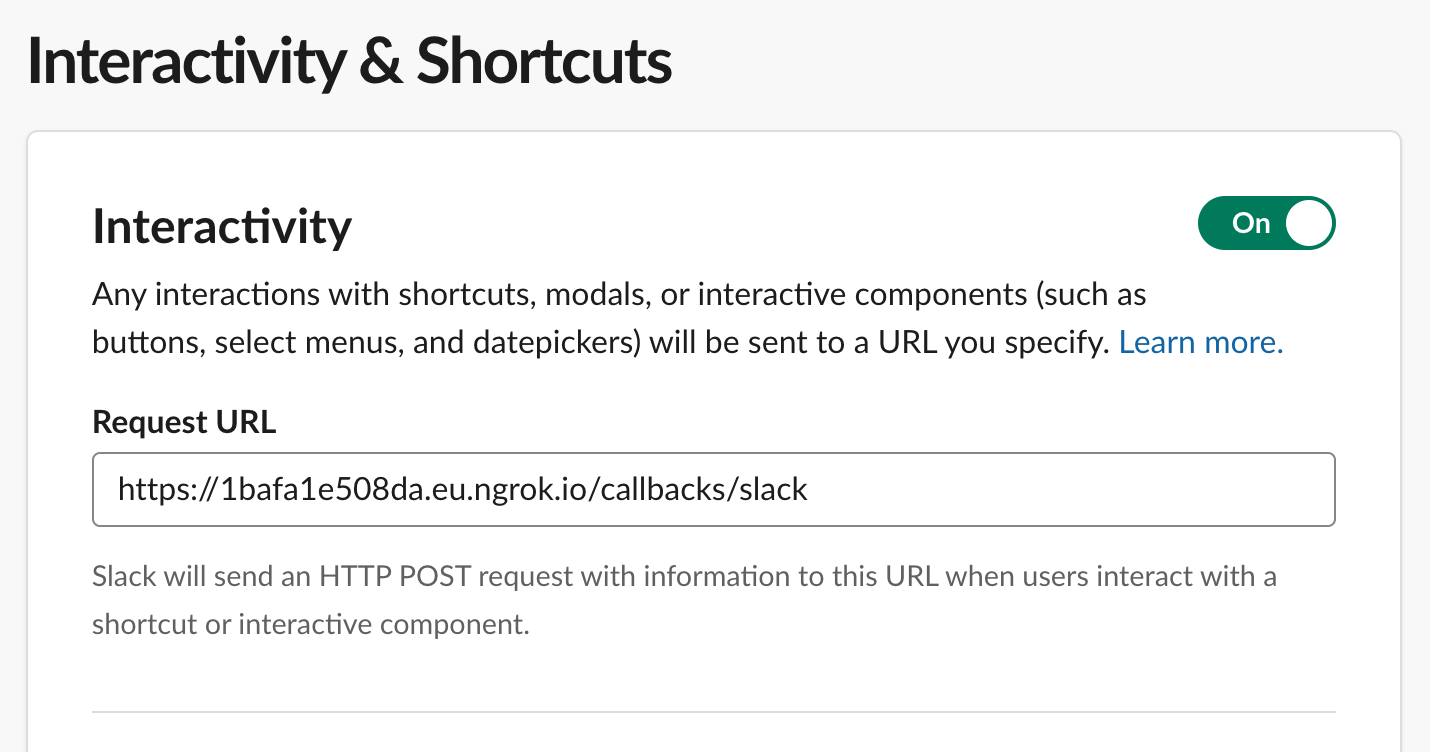 Interactivity & Shortcuts
Interactivity
On
Any interactions with shortcuts, modals, or interactive components (such as
buttons, select menus, and datepickers) will be sent to a URL you specify. Learn more.
Request URL
https://1bafa1e508da.eu.ngrok.io/callbacks/slack
Slack will send an HTTP POST request with information to this URL when users interact with a
shortcut or interactive component.